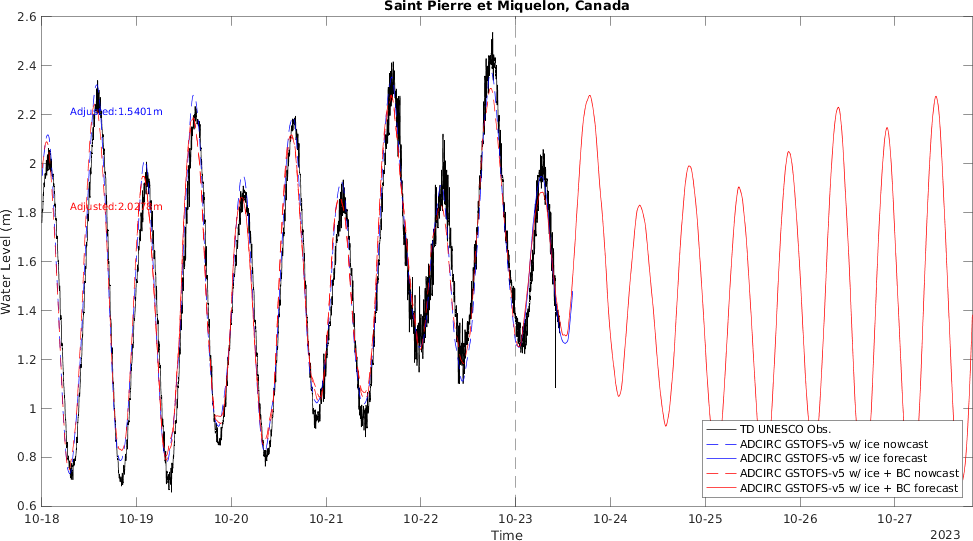 Saint Pierre et Miquelon, Canada
2.6
2.4
2.2
2
1.8
1.6
1.4
1.2
1
0.8
0.6
Water Level (m)
Adjusted:1.5401m
TD UNESCO Obs.
ADCIRC GSTOFS-v5 w/ ice nowcast
ADCIRC GSTOFS-v5 w/ ice forecast
ADCIRC GSTOFS-v5 w/ ice + BC nowcast
ADCIRC GSTOFS-v5 w/ ice + BC forecast
10-18 10-19 10-20 10-21 10-22 10-23 10-24 10-25 10-26 10-27
Time
2023